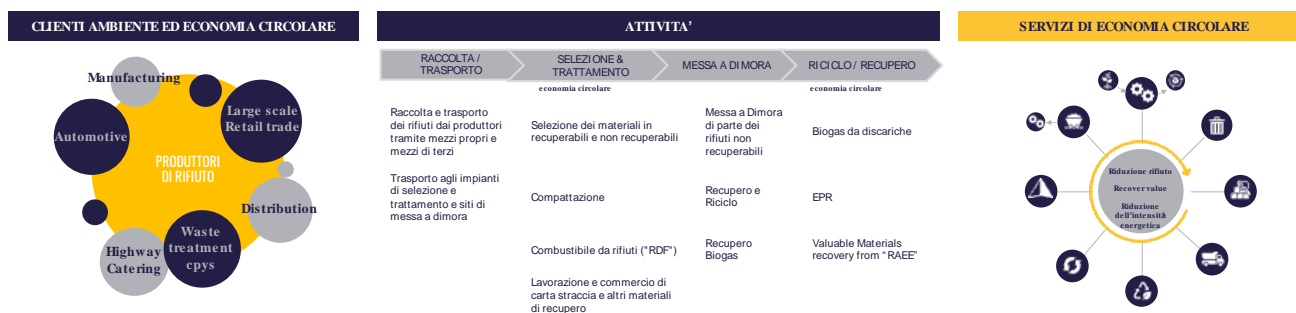 CLIENTI AMBIENTE ED ECONOMIA CIRCOLARE
Manufacturing
Large scale
Retail trade
Automotive
PRODUTTORI
DI RIFIUTO
Distribution
Waste
treatment
cpys
Highway
Catering
ATTIVITA'
RACCOLTA /
TRASPORTO
SELEZIONE &
TRATTAMENTO
MESSA A DIMORA
RICICLO / RECUPERO
economia circolare
economia circolare
Raccolta e trasporto
dei rifiuti dai produttori
tramite mezzi propri e
mezzi di terzi
Trasporto agli impianti
di selezione e
trattamento e siti di
messa a dimora
Selezione dei materiali in
recuperabili e non recuperabili
Compattazione
Combustibile da rifiuti ("RDF")
Lavorazione e commercio di
carta straccia e altri materiali
di recupero
Messa a Dimora
di parte dei
rifiuti non
recuperabili
Recupero e
Riciclo
Recupero
Biogas
Biogas da discariche
EPR
Valuable Materials
recovery from "RAEE"
SERVIZI DI ECONOMIA CIRCOLARE
Riduzione rifiuto
Recover value
Riduzione
dell'intensità
energetica